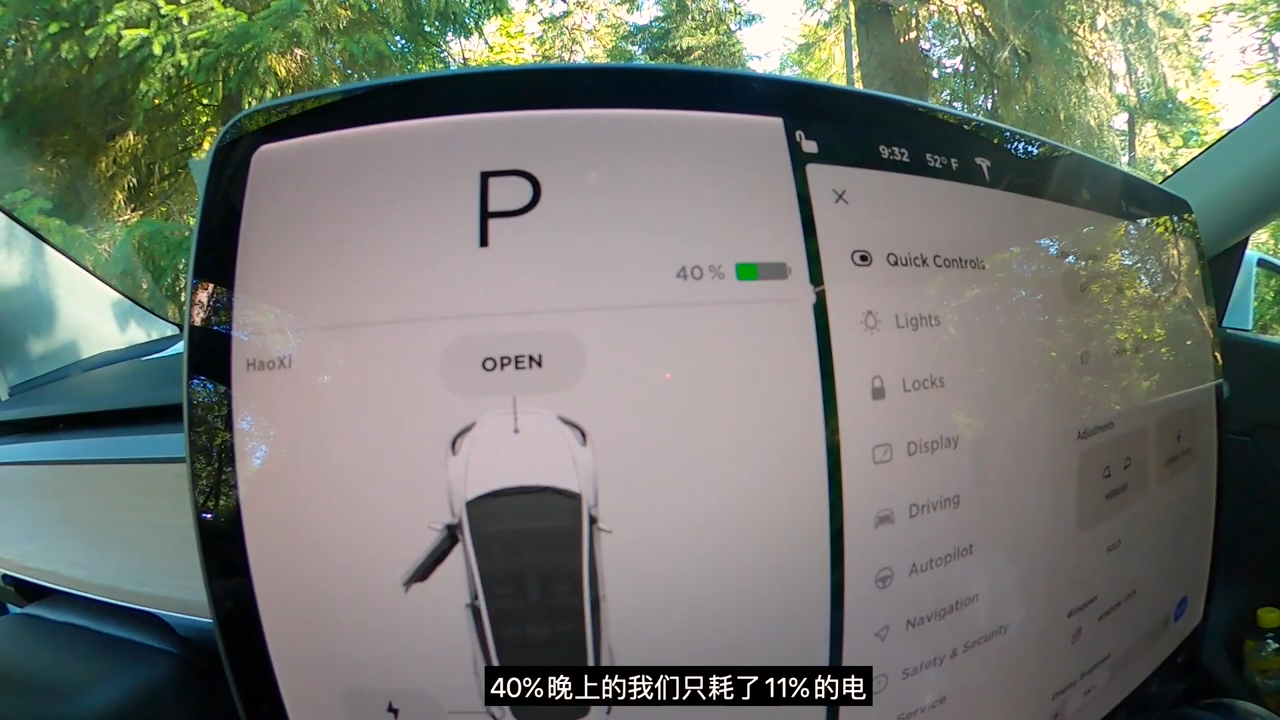 P
40%
OPEN
HaoXi
9:32 52° F
Quick Controls
Lights
Locks
Display
Driving
Autopilot
Navigation
Safety & Security
Service
Adjustments
40%晚上的我们只耗了11%的电